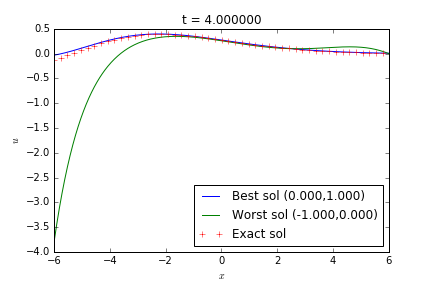 t = 4.000000
0.5
0.0
−0.5
−1.0
−1.5
−2.0
−2.5
−3.0
−3.5
−4.0
u
Best sol (0.000,1.000)
Worst sol (-1.000,0.000)
Exact sol
−6 −4 −2 0 2 4 6
x